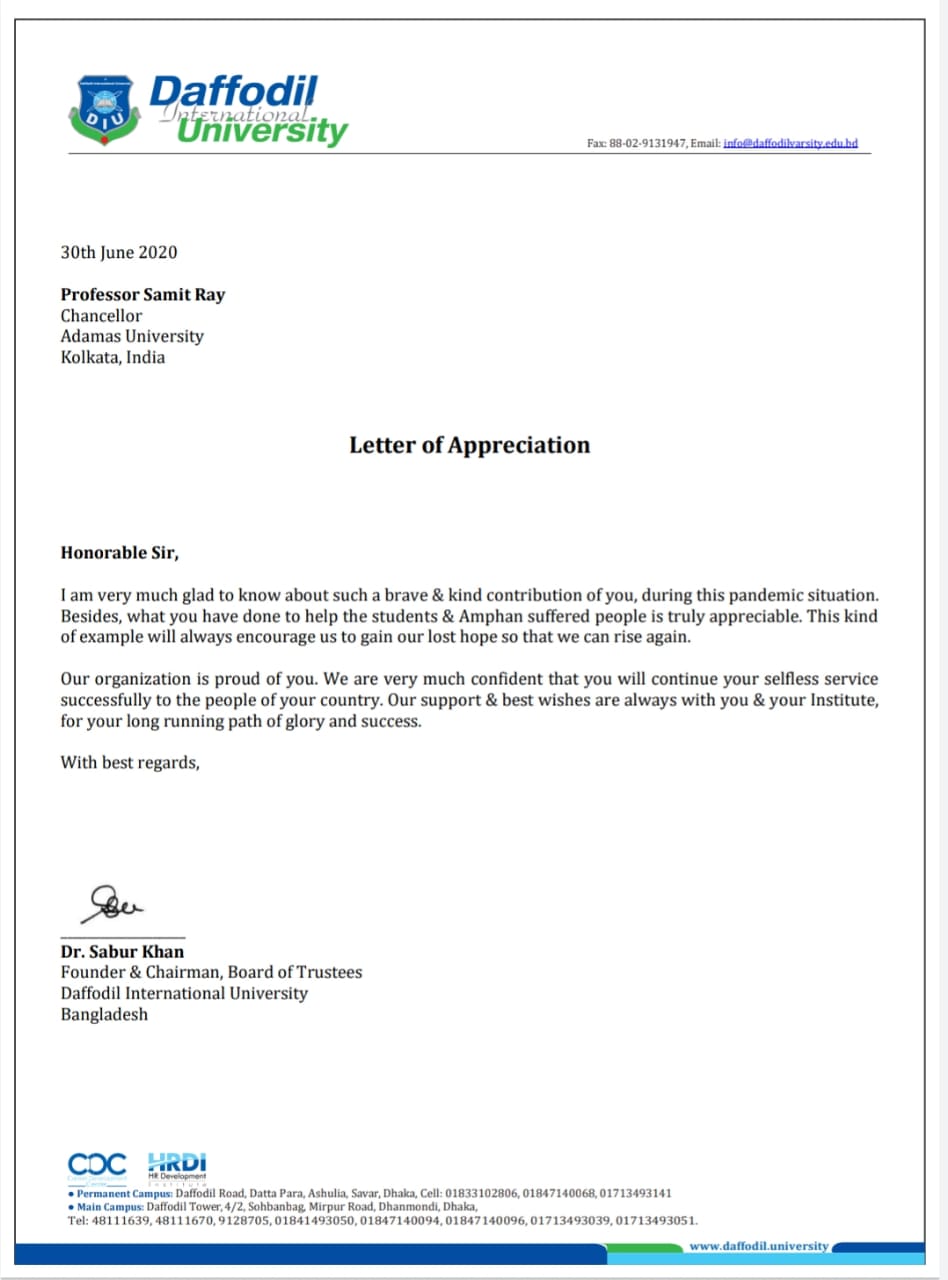 DIU
Daffodil
International
University
Fax: 88-02-9131947, Email: info@daffodilvarsity.edu.bd
30th June 2020
Professor Samit Ray
Chancellor
Adamas University
Kolkata, India
Letter of Appreciation
Honorable Sir,
I am very much glad to know about such a brave & kind contribution of you, during this pandemic situation.
Besides, what you have done to help the students & Amphan suffered people is truly appreciable. This kind
of example will always encourage us to gain our lost hope so that we can rise again.
Our organization is proud of you. We are very much confident that you will continue your selfless service
successfully to the people of your country. Our support & best wishes are always with you & your Institute,
for your long running path of glory and success.
With best regards,
Dr. Sabur Khan
Founder & Chairman, Board of Trustees
Daffodil International University
Bangladesh
CDC HRDI
HR Development
Institute
• Permanent Campus: Daffodil Road, Datta Para, Ashulia, Savar, Dhaka, Cell: 01833102806, 01847140068, 01713493141
• Main Campus: Daffodil Tower, 4/2, Sohbanbag, Mirpur Road, Dhanmondi, Dhaka,
Tel: 48111639, 48111670, 9128705, 01841493050, 01847140094, 01847140096, 01713493039, 01713493051.
www.daffodil.university